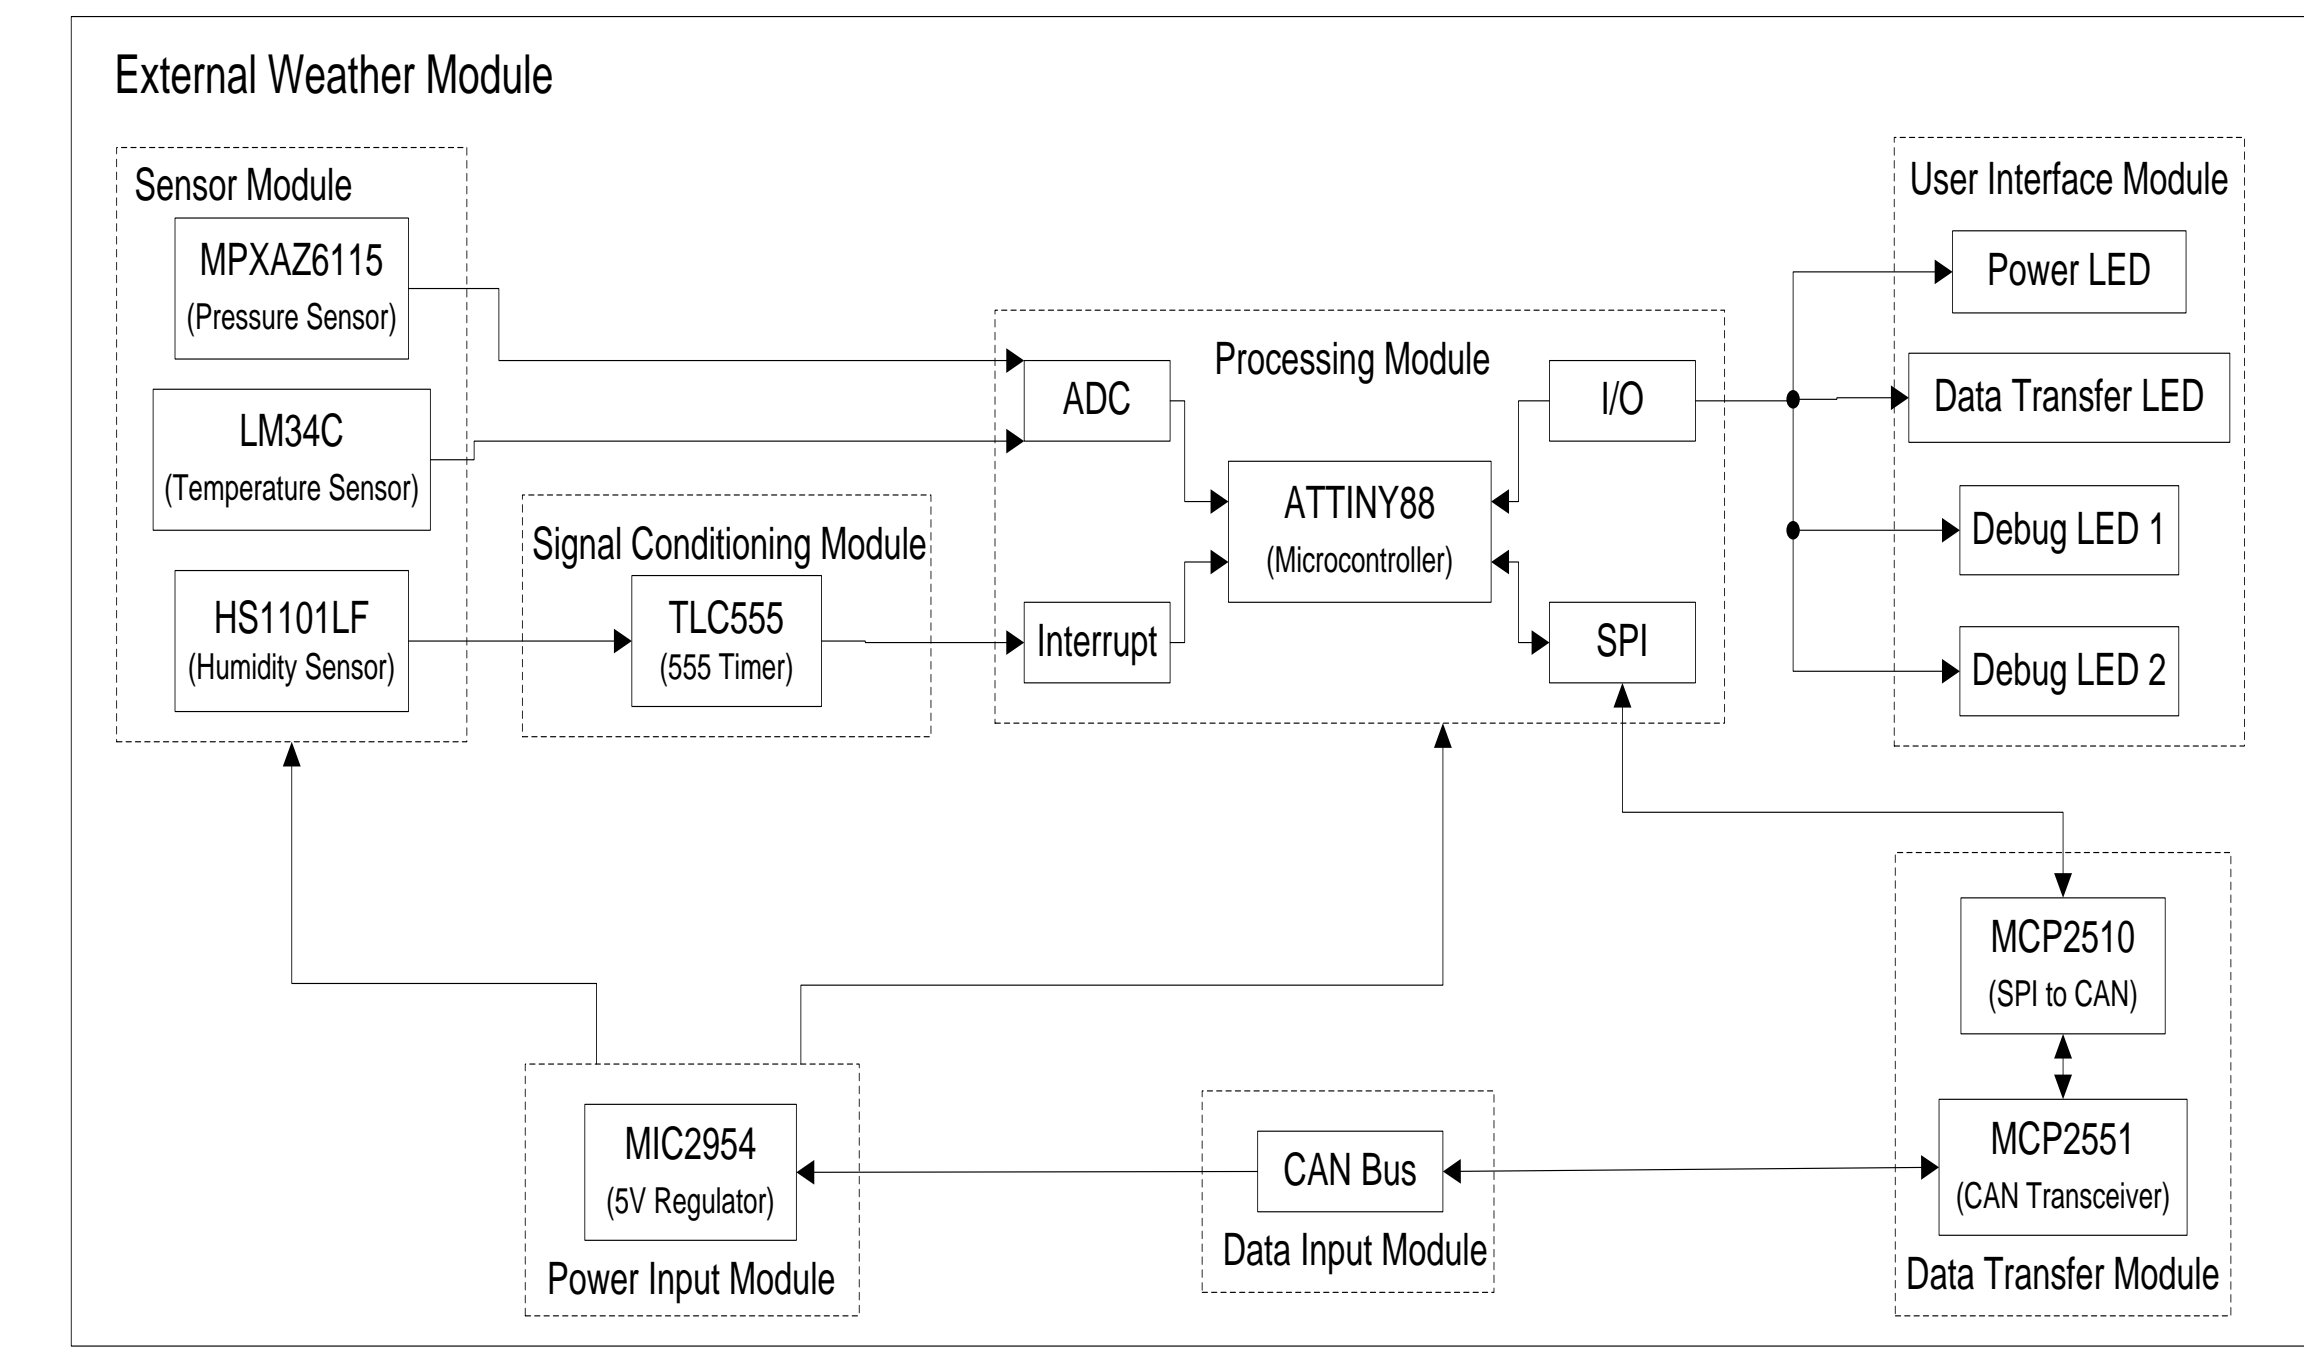 External Weather Module
Sensor Module
MPXAZ6115
(Pressure Sensor)
LM34C
(Temperature Sensor)
HS1101LF
(Humidity Sensor)
Signal Conditioning Module
TLC555
(555 Timer)
Processing Module
ADC
I/O
ATTINY88
(Microcontroller)
Interrupt
SPI
User Interface Module
Power LED
Data Transfer LED
Debug LED 1
Debug LED 2
MIC2954
(5V Regulator)
Power Input Module
CAN Bus
Data Input Module
MCP2510
(SPI to CAN)
MCP2551
(CAN Transceiver)
Data Transfer Module